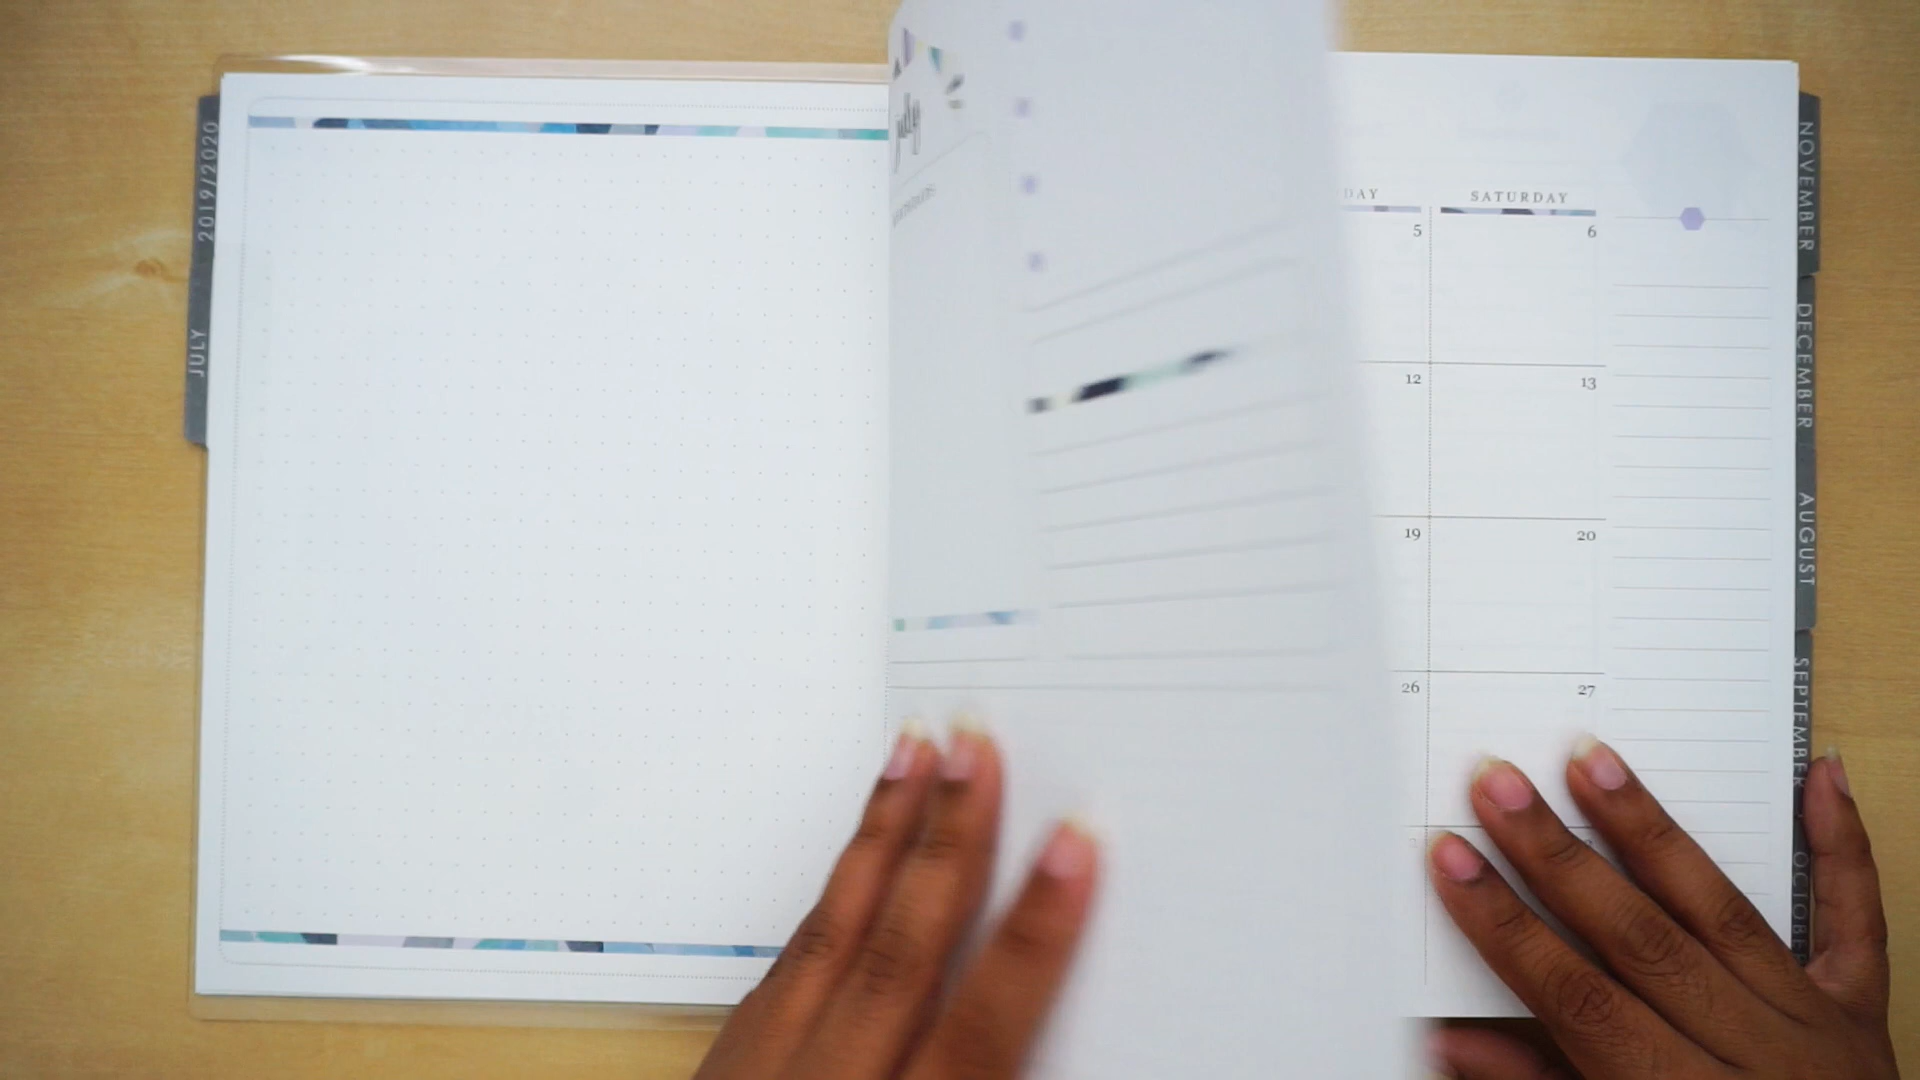 2019/2020
JULY
july
DAY
SATURDAY
5
6
12
13
19
20
26
27
NOVEMBER
DECEMBER
AUGUST
SEPTEMBER
OCTOBER